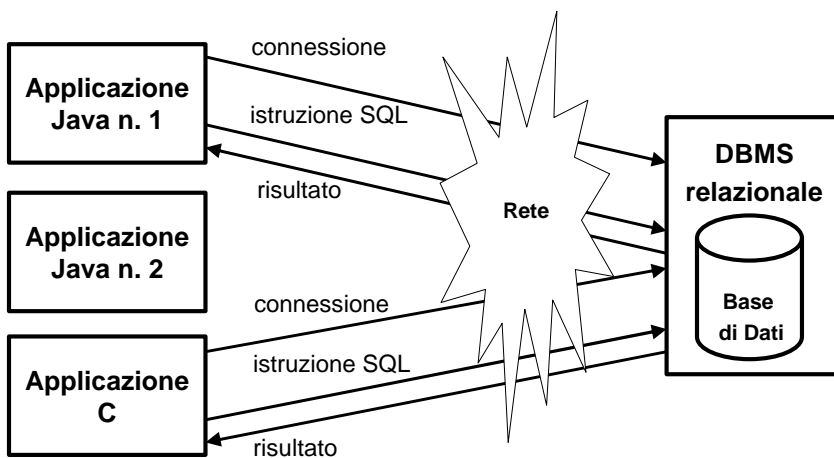 connessione
Applicazione
Java n. 1
istruzione SQL
risultato
Applicazione
Java n. 2
connessione
Applicazione
C
istruzione SQL
risultato
Rete
DBMS
relazionale
Base
di Dati